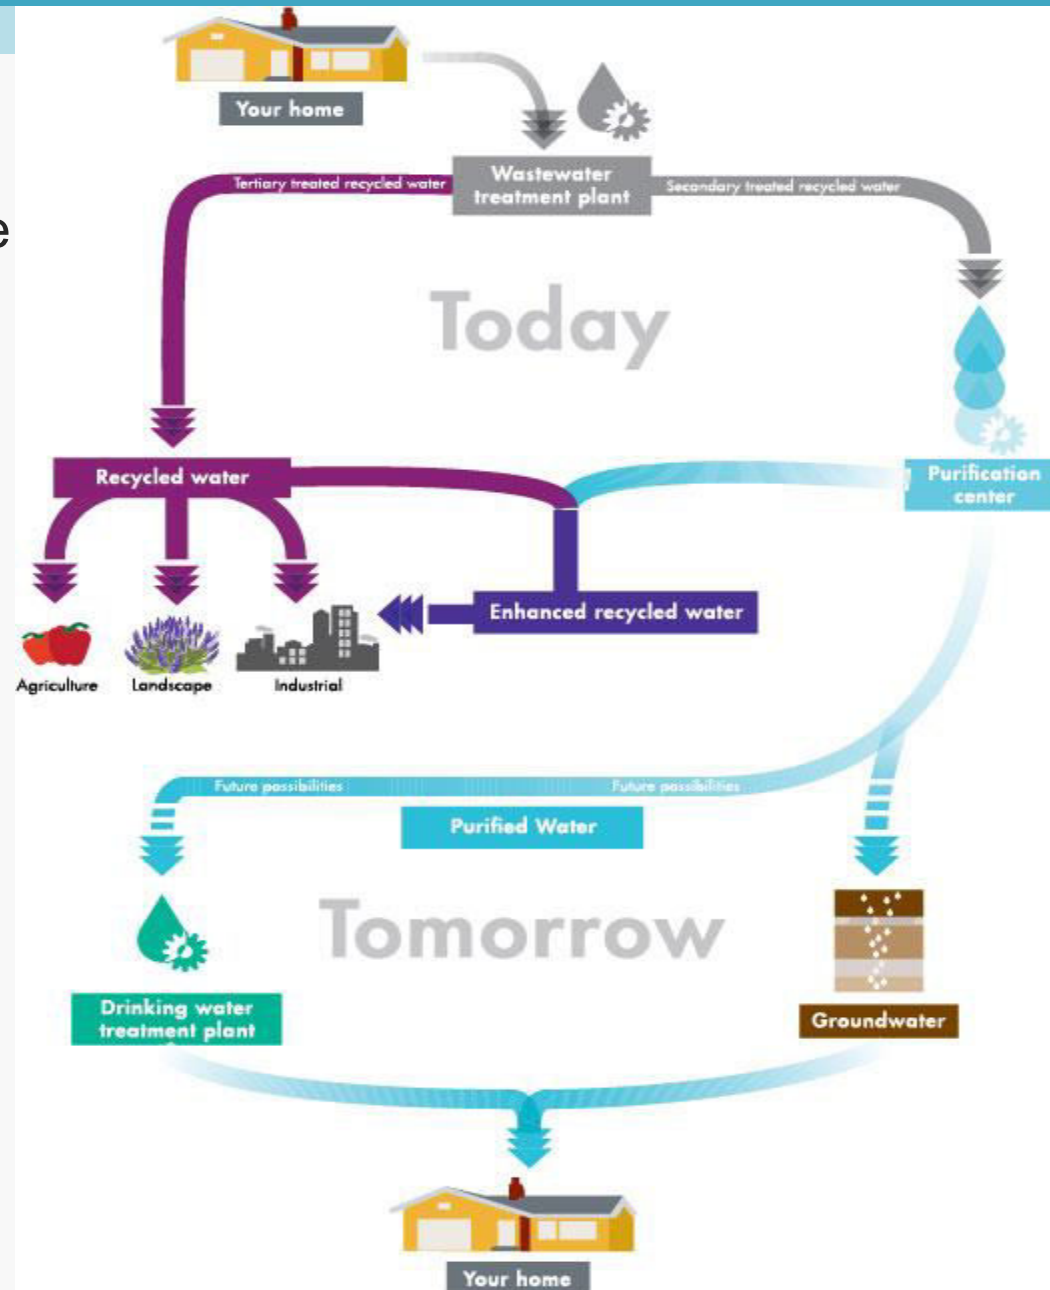 e
Your home
Wastewater
treatment plant
Tertiary treated recycled water
Secondary treated recycled water
Today
Recycled water
Purification
center
Enhanced recycled water
Agriculture
Landscape
Industrial
Future possibilities
Future possibilities
Purified Water
Tomorrow
Drinking water
treatment plant
Groundwater
Your home